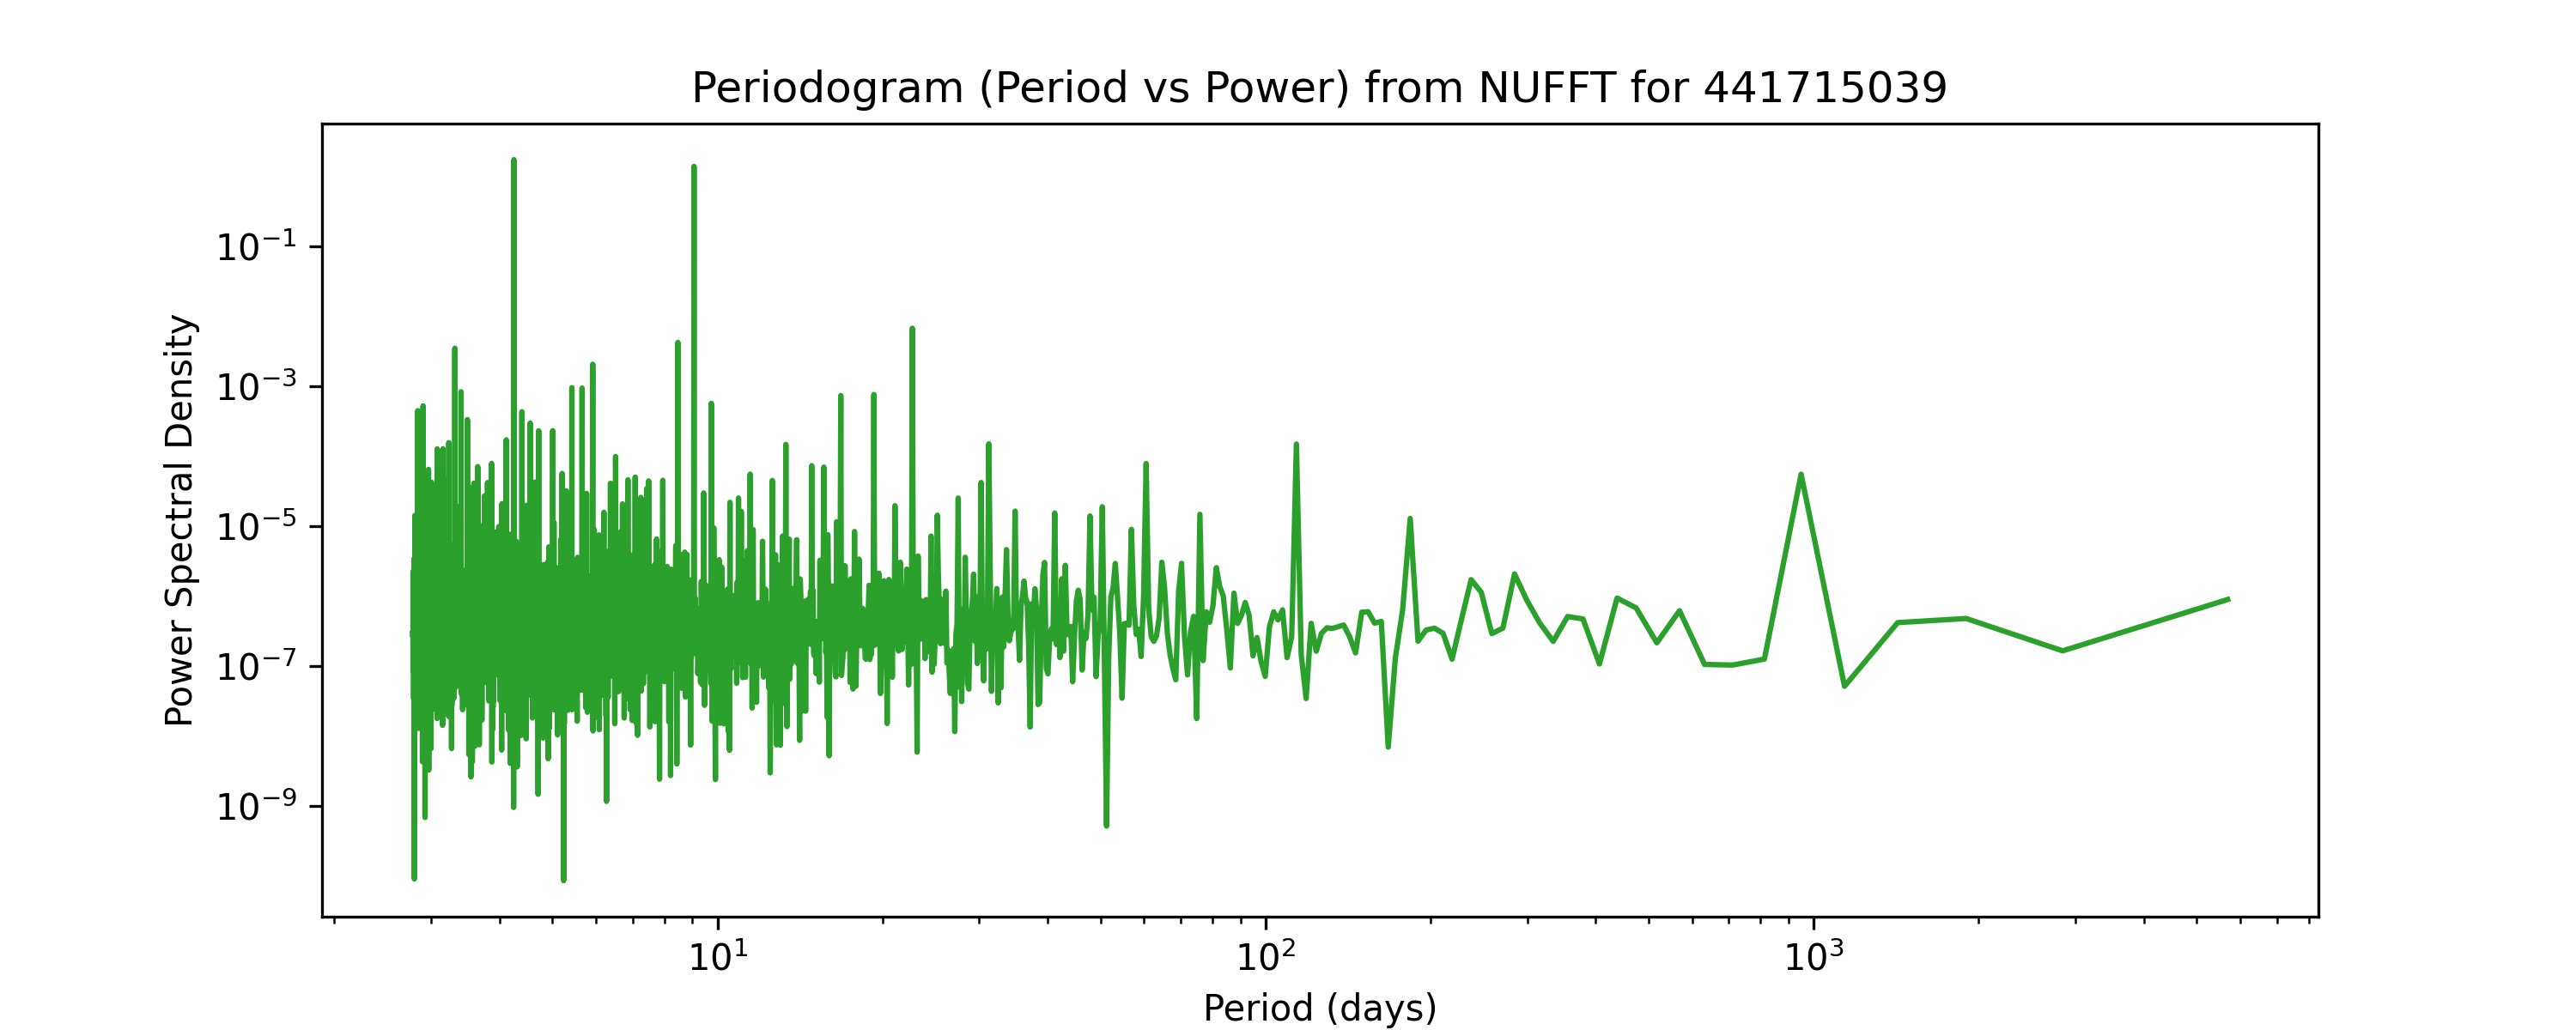 Periodogram (Period vs Power) from NUFFT for 441715039
Power Spectral Density
10⁻¹
10⁻³
10⁻⁵
10⁻⁷
10⁻⁹
10¹ 10² 10³
Period (days)